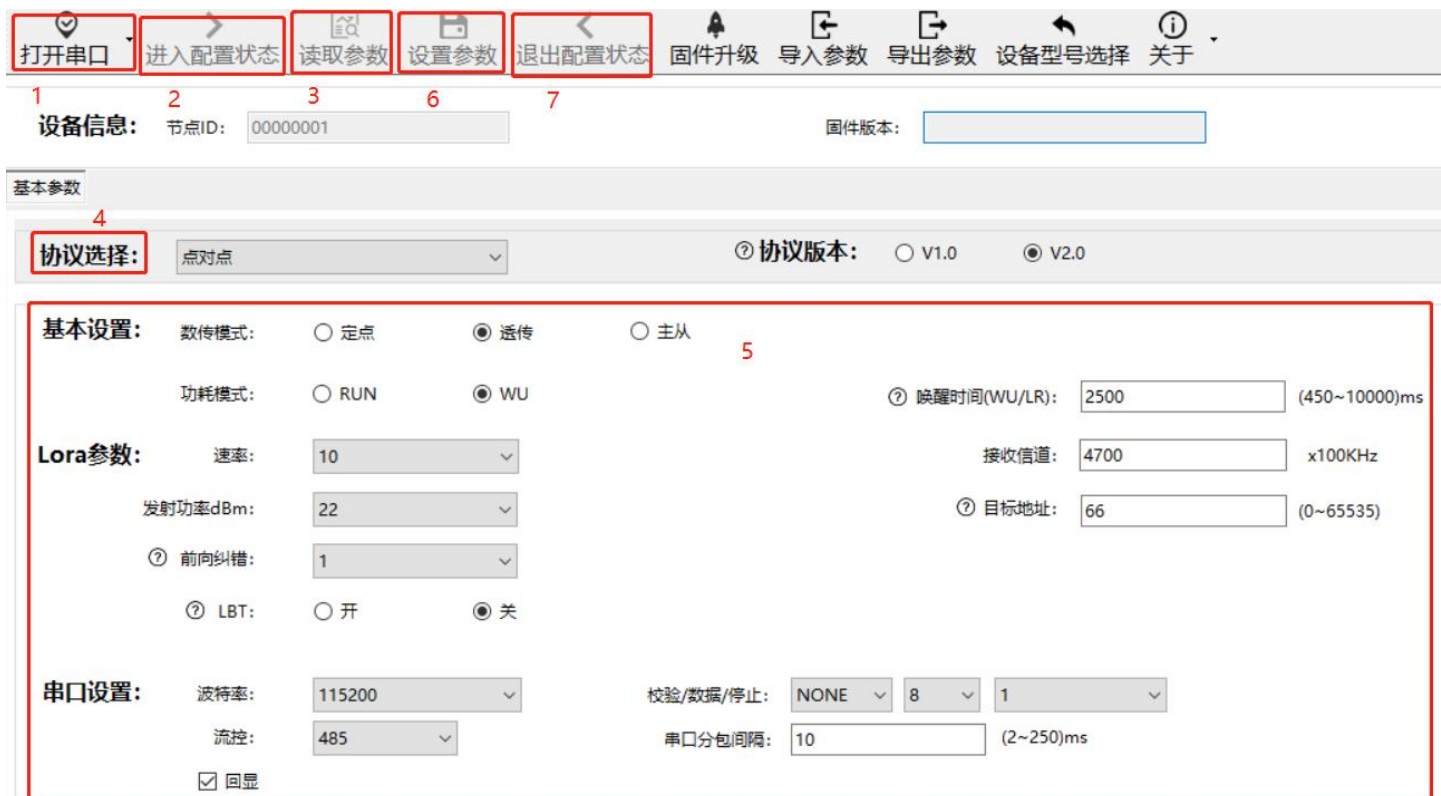 打开串口 进入配置状态 读取参数 设置参数 退出配置状态 固件升级 导入参数 导出参数 设备型号选择 关于
1 2 3 6 7
设备信息: 节点ID: 00000001 固件版本:
基本参数
4
协议选择: 点对点 ?协议版本: V1.0 V2.0
基本设置: 数传模式: 定点 透传 主从
5
功耗模式: RUN WU ? 唤醒时间(WU/LR): 2500 (450~10000)ms
Lora参数: 速率: 10 接收信道: 4700 x100KHz
发射功率dBm: 22 ? 目标地址: 66 (0~65535)
? 前向纠错: 1
? LBT: 开 关
串口设置: 波特率: 115200 校验/数据/停止: NONE 8 1
流控: 485 串口分包间隔: 10 (2~250)ms
回显